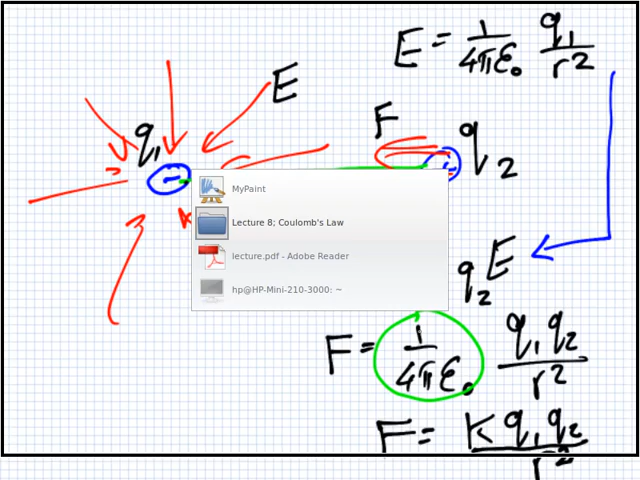 E = 1/4πε₀ q₁/r²
E
F
q₁
q₂
MyPaint
Lecture 8; Coulomb's Law
lecture.pdf - Adobe Reader
hp@HP-Mini-210-3000: ~
q₂E
F = 1/4πε₀ q₁q₂/r²
F = K q₁q₂/r²